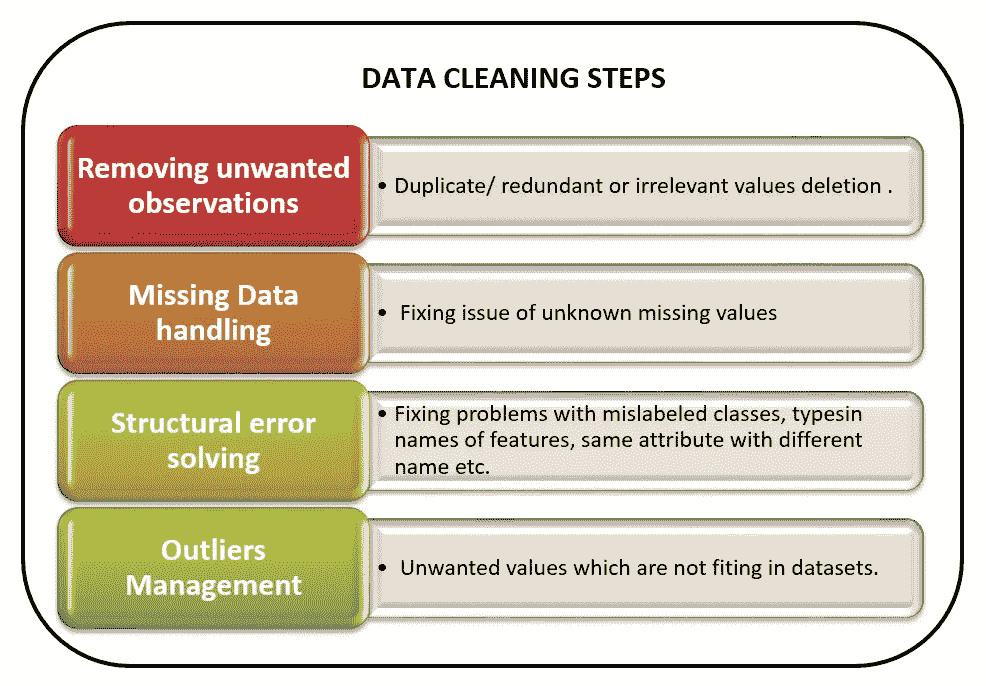 DATA CLEANING STEPS
Removing unwanted
observations
• Duplicate/ redundant or irrelevant values deletion .
Missing Data
handling
• Fixing issue of unknown missing values
Structural error
solving
• Fixing problems with mislabeled classes, typesin
names of features, same attribute with different
name etc.
Outliers
Management
• Unwanted values which are not fiting in datasets.